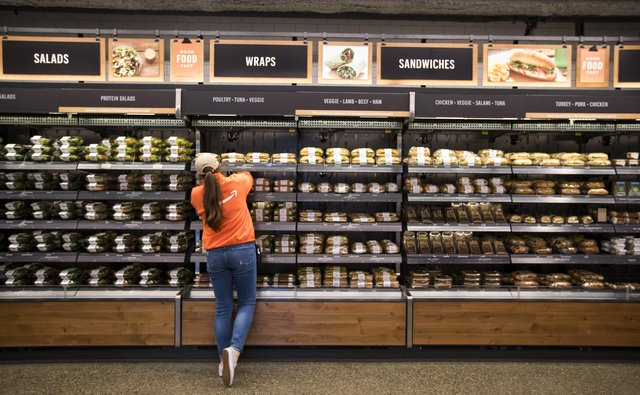 SALADS
GOOD
FOOD
FAST
WRAPS
SANDWICHES
GOOD
FOOD
FAST
SALADS
PROTEIN SALADS
POULTRY · TUNA · VEGGIE
VEGGIE · LAMB · BEEF · HAM
CHICKEN · VEGGIE · SALAMI · TUNA
TURKEY · PORK · CHICKEN